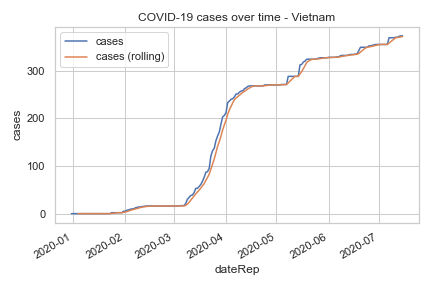 COVID-19 cases over time - Vietnam
cases
cases (rolling)
cases
300
200
100
0
2020-01
2020-02
2020-03
2020-04
2020-05
2020-06
2020-07
dateRep